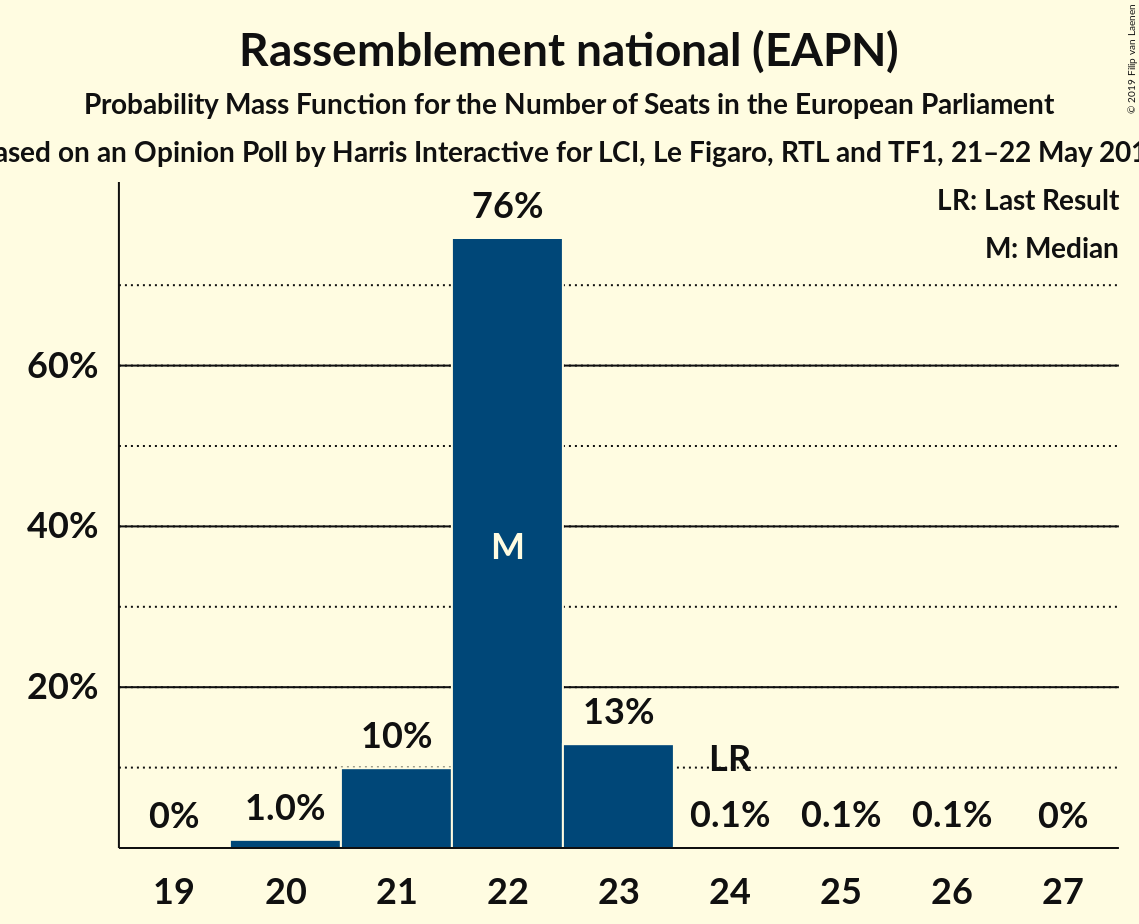 Rassemblement national (EAPN)
Probability Mass Function for the Number of Seats in the European Parliament
ased on an Opinion Poll by Harris Interactive for LCI, Le Figaro, RTL and TF1, 21–22 May 201
© 2019 Filip van Laenen
LR: Last Result
M: Median
76%
60%
40%
M
20%
13%
10%
LR
0%
1.0%
0.1%
0.1%
0.1%
0%
19 20 21 22 23 24 25 26 27